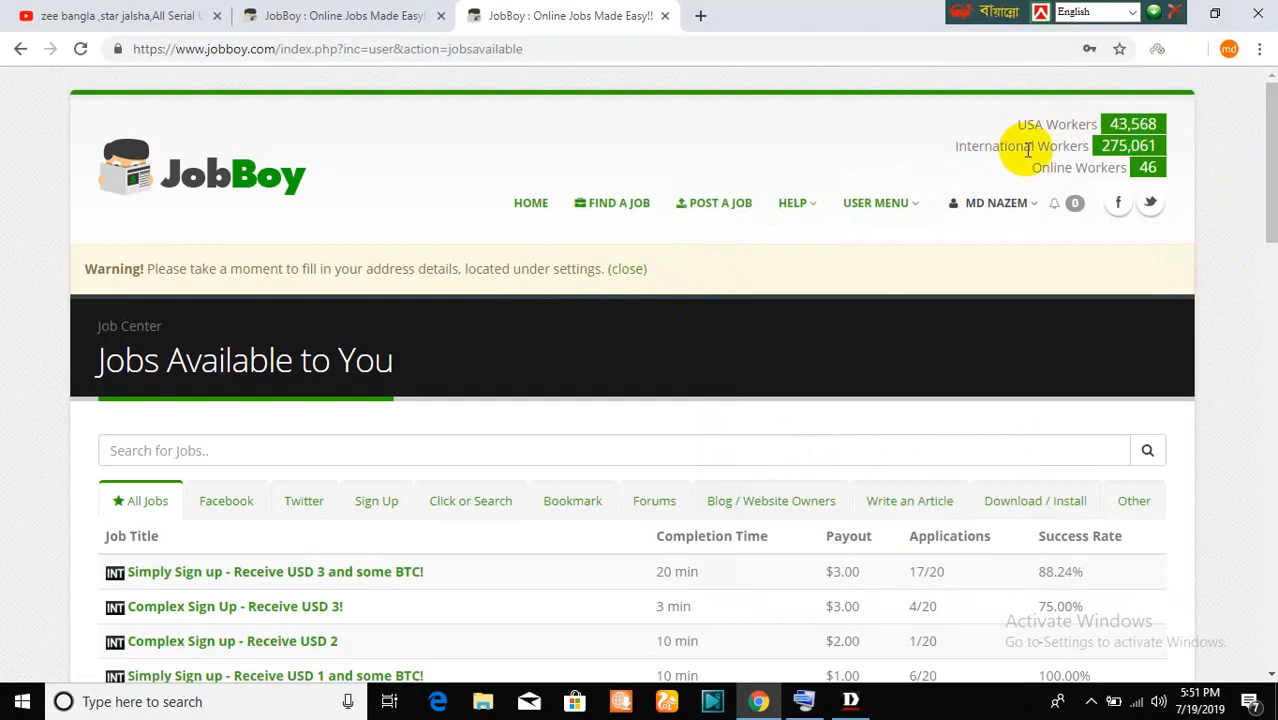 zee bangla ,star jalsha,All Serial U
JobBoy : Online Jobs Made Easy!!
JobBoy : Online Jobs Made Easy!!
বায়ান্নো
English
https://www.jobboy.com/index.php?inc=user&action=jobsavailable
md
USA Workers 43,568
International Workers 275,061
Online Workers 46
JobBoy
HOME FIND A JOB POST A JOB HELP USER MENU MD NAZEM 0
Warning! Please take a moment to fill in your address details, located under settings. (close)
Job Center
Jobs Available to You
Search for Jobs..
All Jobs Facebook Twitter Sign Up Click or Search Bookmark Forums Blog / Website Owners Write an Article Download / Install Other
Job Title Completion Time Payout Applications Success Rate
INT Simply Sign up - Receive USD 3 and some BTC! 20 min $3.00 17/20 88.24%
INT Complex Sign Up - Receive USD 3! 3 min $3.00 4/20 75.00%
INT Complex Sign up - Receive USD 2 10 min $2.00 1/20 -
INT Simply Sign up - Receive USD 1 and some BTC! 10 min $1.00 6/20 100.00%
Activate Windows
Go to Settings to activate Windows.
Type here to search
5:51 PM
7/19/2019
7